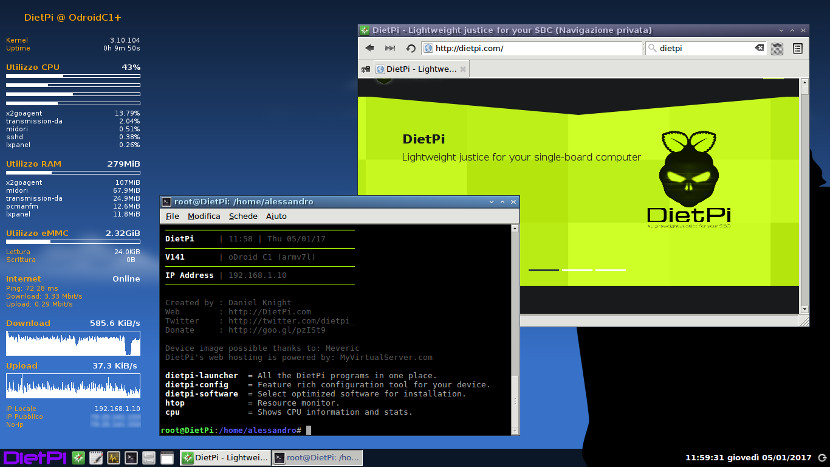 DietPi @ OdroidC1+
Kernel 3.10.104
Uptime 0h 9m 50s
Utilizzo CPU 43%
x2goagent 13.79%
transmission-da 2.04%
midori 0.51%
sshd 0.38%
lxpanel 0.26%
Utilizzo RAM 279MiB
x2goagent 107MiB
midori 67.9MiB
transmission-da 24.9MiB
pcmanfm 12.6MiB
lxpanel 11.8MiB
Utilizzo eMMC 2.32GiB
Lettura 24.0KiB
Scrittura 0B
Internet Online
Ping: 72.28 ms
Download: 3.33 Mbit/s
Upload: 0.29 Mbit/s
Download 585.6 KiB/s
Upload 37.3 KiB/s
IP Locale 192.168.1.10
IP Pubblico
NoIp
DietPi - Lightweight justice for your SBC (Navigazione privata)
http://dietpi.com/
dietpi
DietPi - Lightwe...
DietPi
Lightweight justice for your single-board computer
DietPi
root@DietPi: /home/alessandro
File Modifica Schede Aiuto
DietPi | 11:58 | Thu 05/01/17
V141 | oDroid C1 (armv7l)
IP Address | 192.168.1.10
Created by : Daniel Knight
Web : http://DietPi.com
Twitter : http://twitter.com/dietpi_
Donate : http://goo.gl/pzISt9
Device image possible thanks to: Meveric
DietPi's web hosting is powered by: MyVirtualServer.com
dietpi-launcher = All the DietPi programs in one place.
dietpi-config = Feature rich configuration tool for your device.
dietpi-software = Select optimized software for installation.
htop = Resource monitor.
cpu = Shows CPU information and stats.
root@DietPi:/home/alessandro#
DietPi
DietPi - Lightwei...
root@DietPi: /ho...
11:59:31 giovedì 05/01/2017